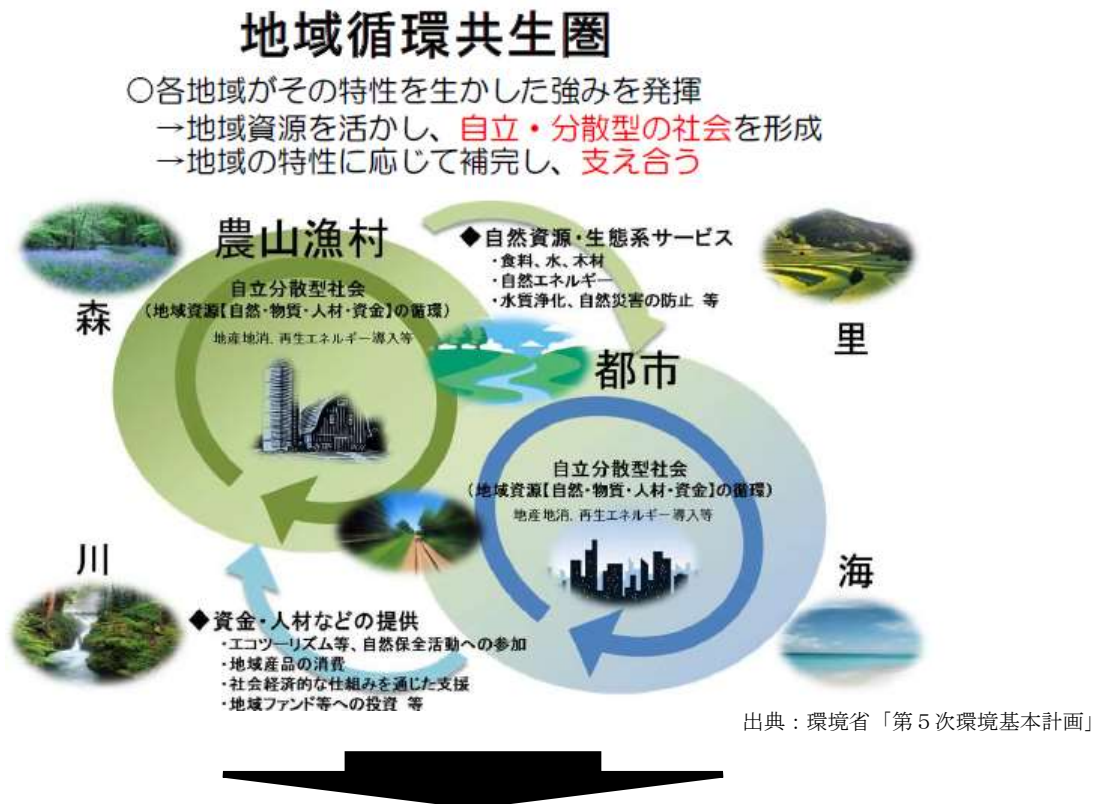 地域循環共生圏
○各地域がその特性を生かした強みを発揮
→地域資源を活かし、自立・分散型の社会を形成
→地域の特性に応じて補完し、支え合う
農山漁村
自立分散型社会
(地域資源【自然・物質・人材・資金】の循環)
地産地消、再生エネルギー導入等
森
◆自然資源・生態系サービス
・食料、水、木材
・自然エネルギー
・水質浄化、自然災害の防止 等
里
都市
自立分散型社会
(地域資源【自然・物質・人材・資金】の循環)
地産地消、再生エネルギー導入等
川
◆資金・人材などの提供
・エコツーリズム等、自然保全活動への参加
・地域産品の消費
・社会経済的な仕組みを通じた支援
・地域ファンド等への投資 等
海
出典:環境省「第5次環境基本計画」